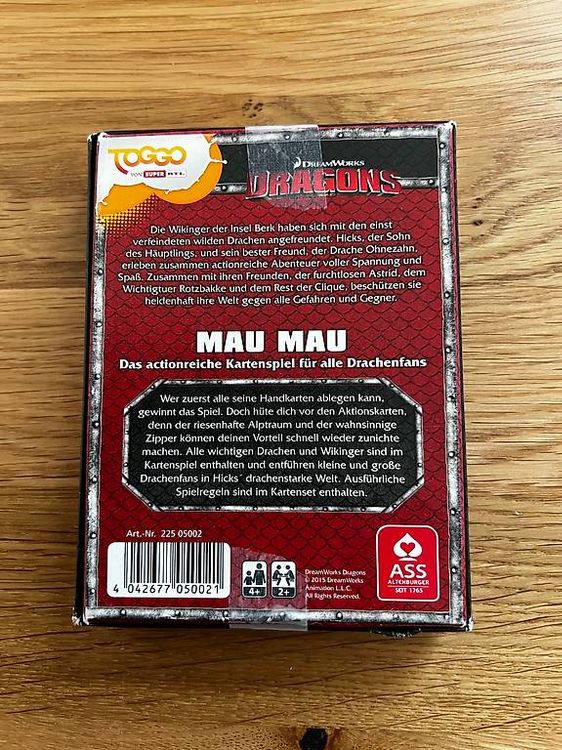 TOGGO
VON SUPER RTL
DREAMWORKS
DRAGONS
Die Wikinger der Insel Berk haben sich mit den einst
verfeindeten wilden Drachen angefreundet. Hicks, der Sohn
des Häuptlings, und sein bester Freund, der Drache Ohnezahn,
erleben zusammen actionreiche Abenteuer voller Spannung und
Spaß. Zusammen mit ihren Freunden, der furchtlosen Astrid, dem
Wichtigtuer Rotzbakke und dem Rest der Clique, beschützen sie
heldenhaft ihre Welt gegen alle Gefahren und Gegner.
MAU MAU
Das actionreiche Kartenspiel für alle Drachenfans
Wer zuerst alle seine Handkarten ablegen kann,
gewinnt das Spiel. Doch hüte dich vor den Aktionskarten,
denn der riesenhafte Alptraum und der wahnsinnige
Zipper können deinen Vorteil schnell wieder zunichte
machen. Alle wichtigen Drachen und Wikinger sind im
Kartenspiel enthalten und entführen kleine und große
Drachenfans in Hicks´ drachenstarke Welt. Ausführliche
Spielregeln sind im Kartenset enthalten.
Art.-Nr. 225 05002
4 042677 050021
4+ 2+
DreamWorks Dragons
© 2015 DreamWorks
Animation L.L.C.
All Rights Reserved.
ASS
ALTENBURGER
SEIT 1765